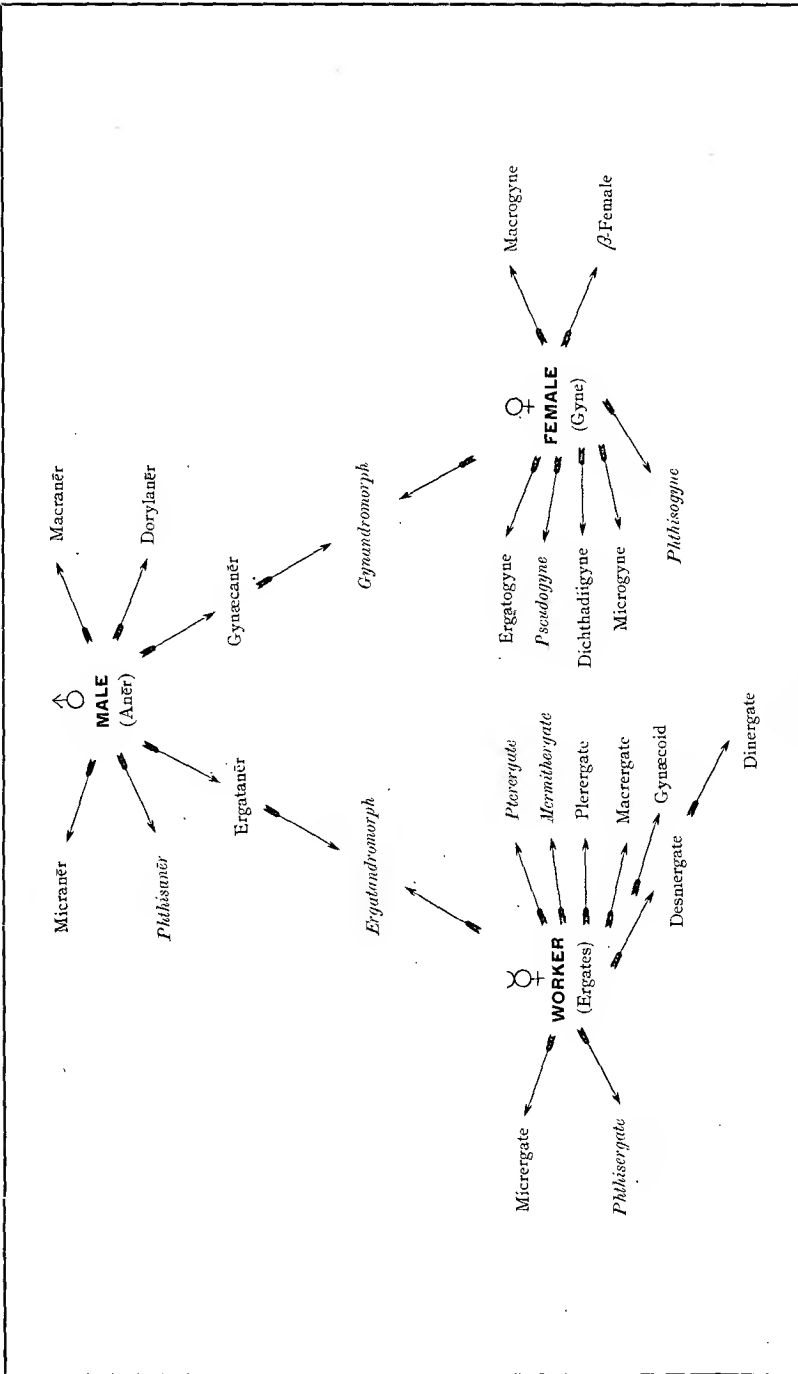 ♂
MALE
(Anēr)
Micranēr
Macranēr
Phthisanēr
Dorylanēr
Ergatanēr
Gynæcanēr
Ergatandromorph
Gynandromorph
☿
WORKER
(Ergates)
Micrergate
Phthisergate
Pterergate
Mermithergate
Plerergate
Macrergate
Gynæcoid
Desmergate
Dinergate
♀
FEMALE
(Gyne)
Ergatogyne
Pseudogyne
Dichthadiigyne
Microgyne
Phthisogyne
Macrogyne
β-Female